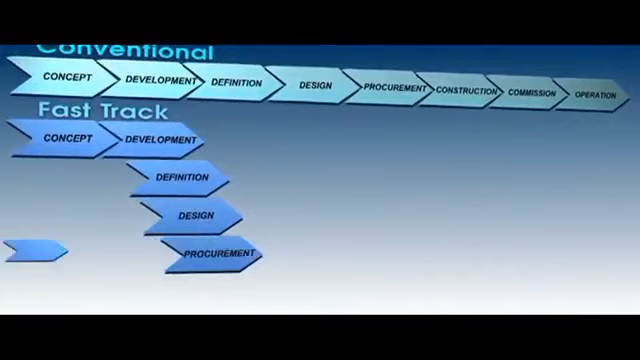 Conventional
CONCEPT DEVELOPMENT DEFINITION DESIGN PROCUREMENT CONSTRUCTION COMMISSION OPERATION
Fast Track
CONCEPT DEVELOPMENT
DEFINITION
DESIGN
PROCUREMENT